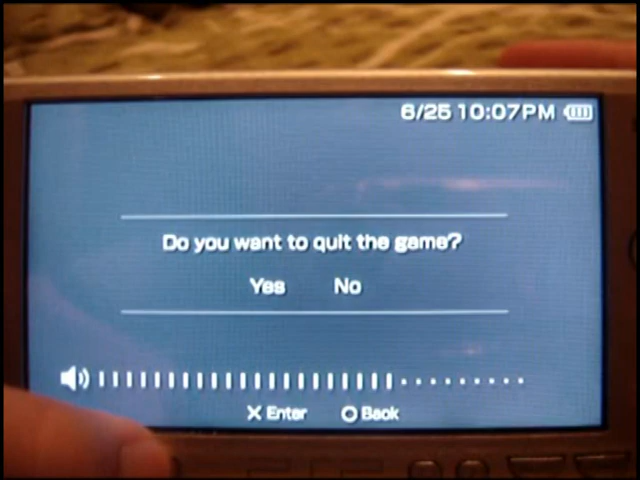 6/25 10:07PM
Do you want to quit the game?
Yes No
X Enter O Back